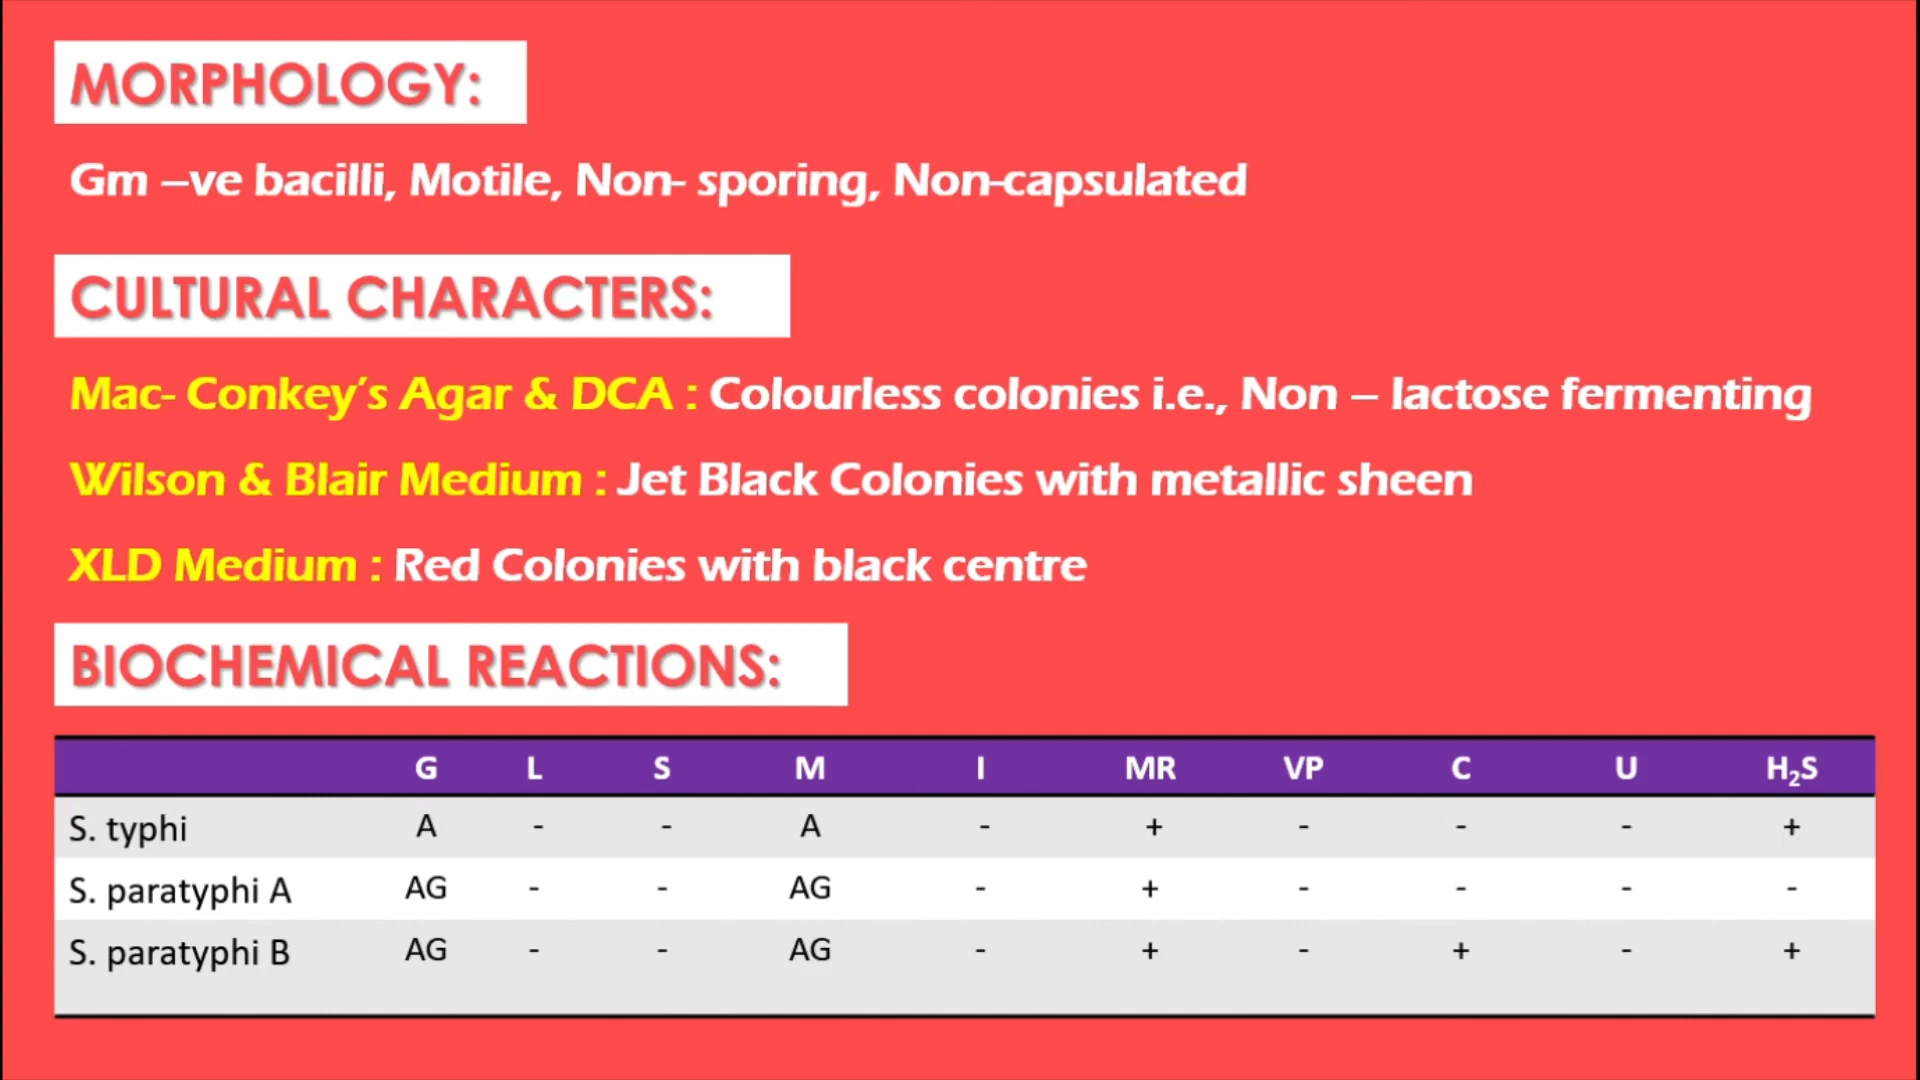 MORPHOLOGY:
Gm –ve bacilli, Motile, Non- sporing, Non-capsulated
CULTURAL CHARACTERS:
Mac- Conkey’s Agar & DCA : Colourless colonies i.e., Non – lactose fermenting
Wilson & Blair Medium : Jet Black Colonies with metallic sheen
XLD Medium : Red Colonies with black centre
BIOCHEMICAL REACTIONS:
G L S M I MR VP C U H₂S
S. typhi A - - A - + - - - +
S. paratyphi A AG - - AG - + - - - -
S. paratyphi B AG - - AG - + - + - +